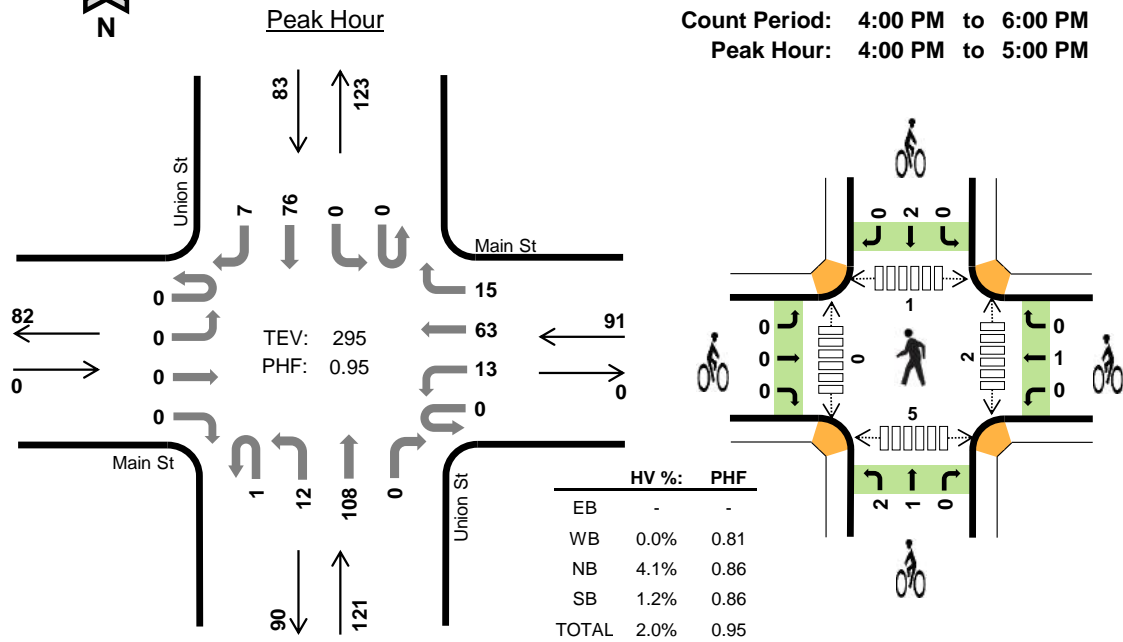 N
Peak Hour
Count Period: 4:00 PM to 6:00 PM
Peak Hour: 4:00 PM to 5:00 PM
83
123
Union St
7
76
0
0
Main St
0
15
82
0
TEV: 295
63
91
0
PHF: 0.95
13
0
0
0
Main St
1
12
108
0
Union St
90
121
0
2
0
1
0
0
0
0
2
0
1
0
5
2
1
0
HV %: PHF
EB - -
WB 0.0% 0.81
NB 4.1% 0.86
SB 1.2% 0.86
TOTAL 2.0% 0.95